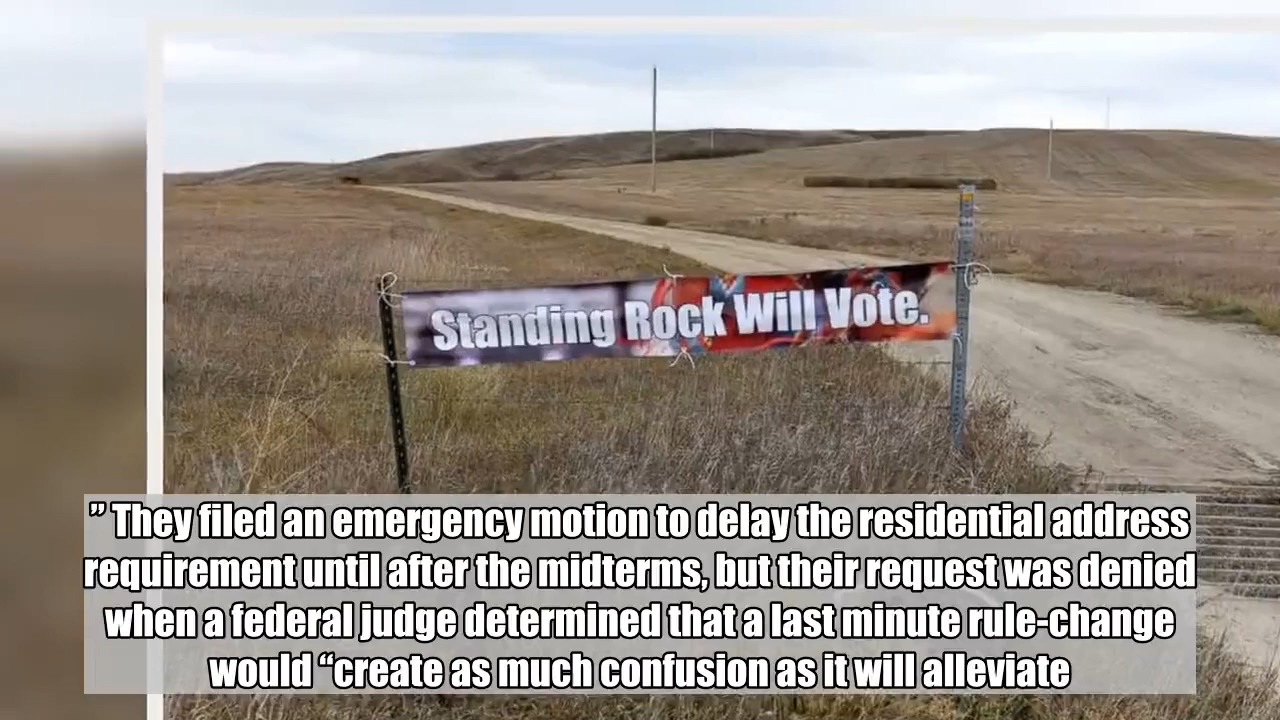 Standing Rock Will Vote.
” They filed an emergency motion to delay the residential address
requirement until after the midterms, but their request was denied
when a federal judge determined that a last minute rule-change
would “create as much confusion as it will alleviate